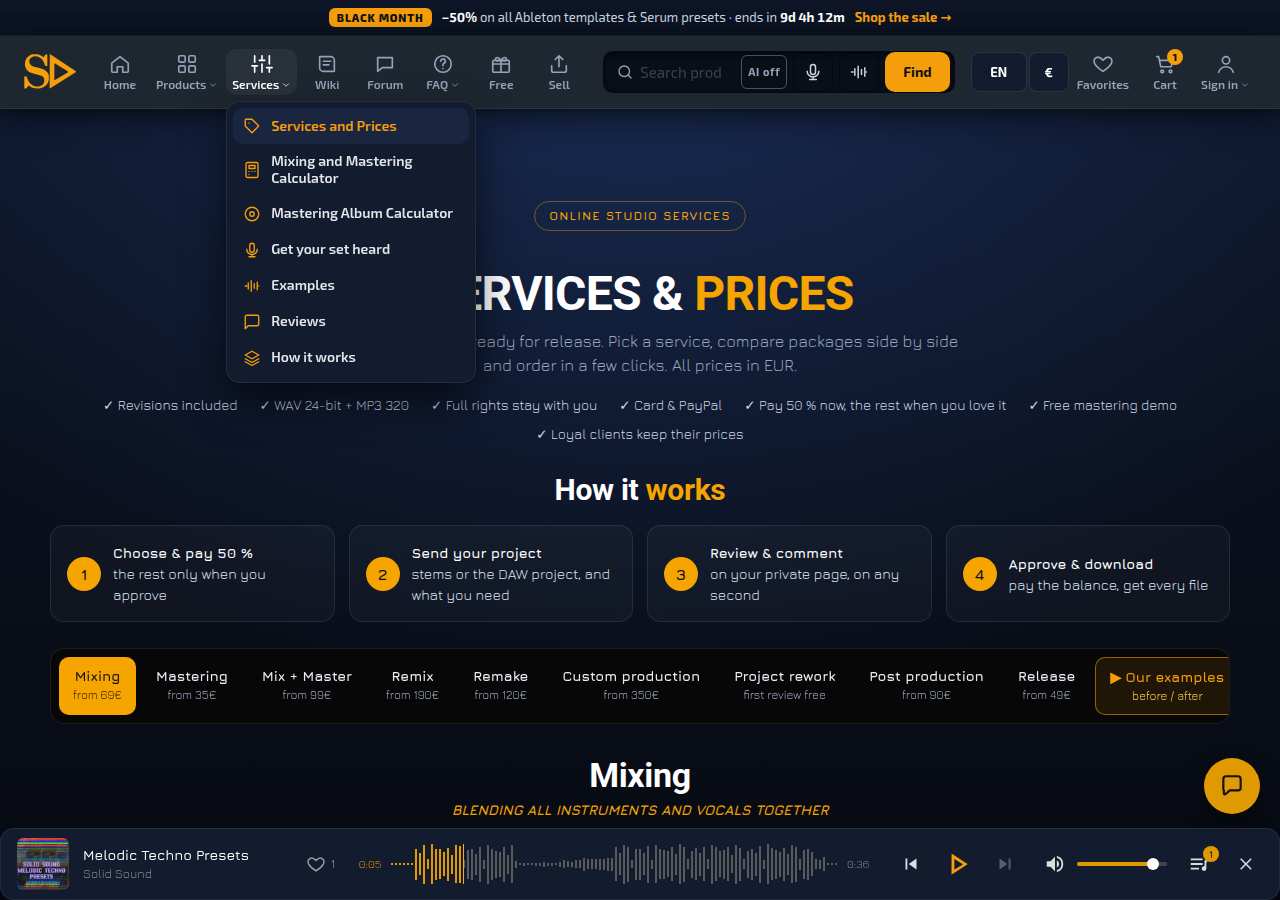 BLACK MONTH −50% on all Ableton templates & Serum presets · ends in 9d 4h 12m Shop the sale →
Home
Products
Services
Wiki
Forum
FAQ
Free
Sell
Search prod
AI off
Find
EN
€
Favorites
1
Cart
Sign in
Services and Prices
Mixing and Mastering
Calculator
Mastering Album Calculator
Get your set heard
Examples
Reviews
How it works
ONLINE STUDIO SERVICES
ERVICES & PRICES
ready for release. Pick a service, compare packages side by side
and order in a few clicks. All prices in EUR.
✓ Revisions included ✓ WAV 24-bit + MP3 320 ✓ Full rights stay with you ✓ Card & PayPal ✓ Pay 50 % now, the rest when you love it ✓ Free mastering demo
✓ Loyal clients keep their prices
How it works
1
Choose & pay 50 %
the rest only when you
approve
2
Send your project
stems or the DAW project, and
what you need
3
Review & comment
on your private page, on any
second
4
Approve & download
pay the balance, get every file
Mixing
from 69€
Mastering
from 35€
Mix + Master
from 99€
Remix
from 190€
Remake
from 120€
Custom production
from 350€
Project rework
first review free
Post production
from 90€
Release
from 49€
▶ Our examples
before / after
Mixing
BLENDING ALL INSTRUMENTS AND VOCALS TOGETHER
SOLID SOUND
MELODIC TECHNO
PRESETS
Melodic Techno Presets
Solid Sound
1
0:05
0:36
1